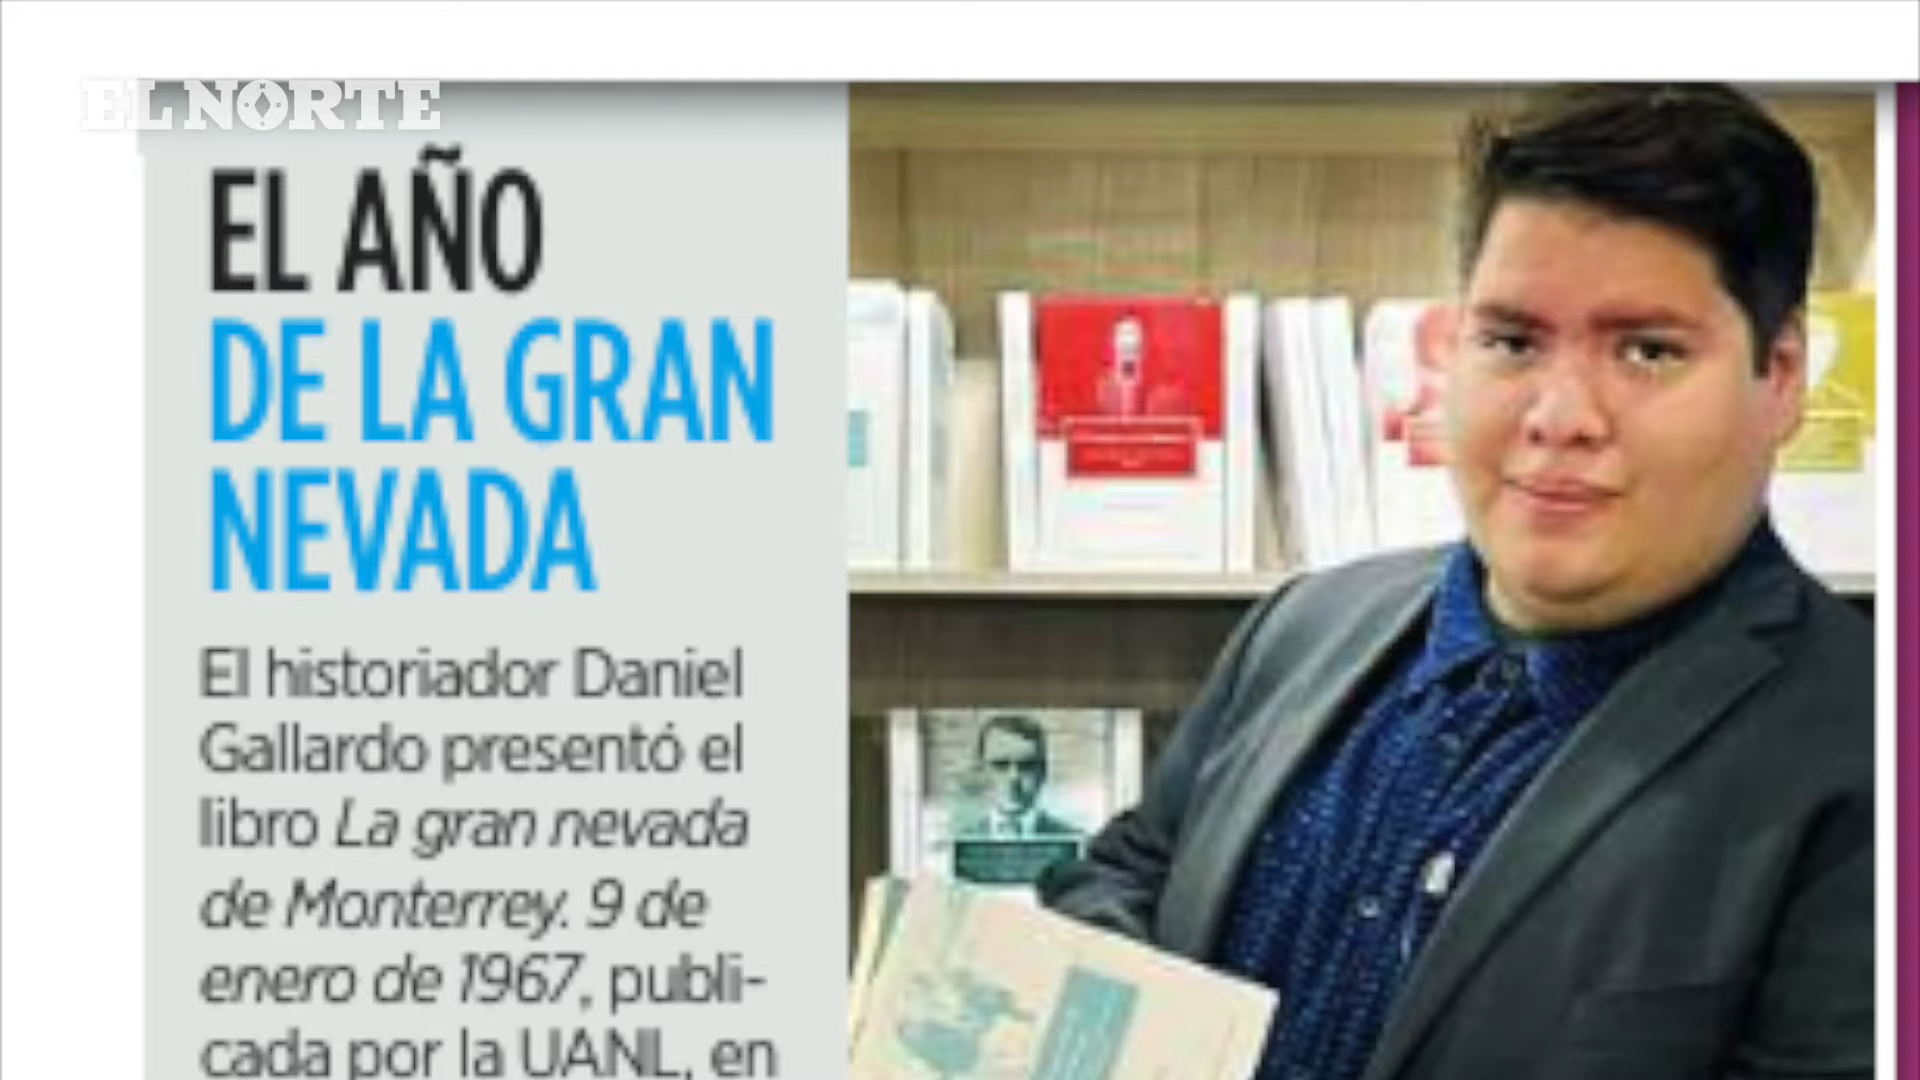 EL NORTE
EL AÑO
DE LA GRAN
NEVADA
El historiador Daniel
Gallardo presentó el
libro La gran nevada
de Monterrey. 9 de
enero de 1967, publi-
cada por la UANL, en